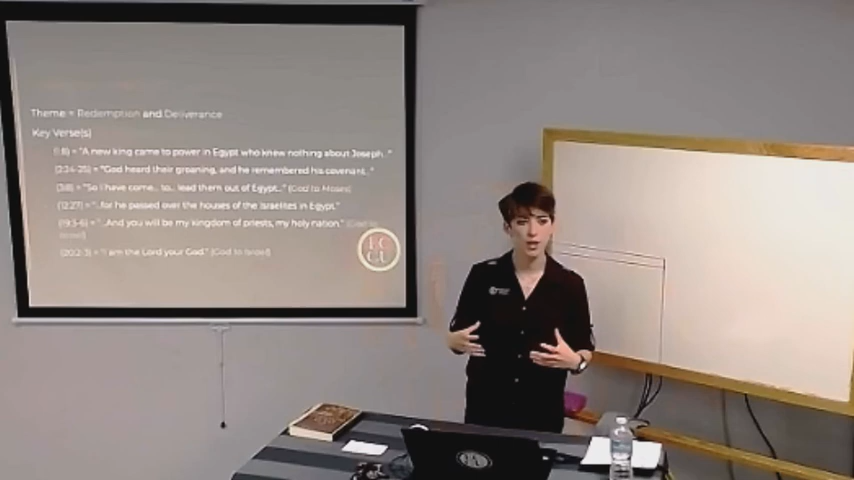 Theme = Redemption and Deliverance
Key Verse(s)
(1:8) = "A new king came to power in Egypt who knew nothing about Joseph..."
(2:24-25) = "God heard their groaning, and he remembered his covenant..."
(3:8) = "So I have come... to... lead them out of Egypt..." (God to Moses)
(12:27) = "...for he passed over the houses of the Israelites in Egypt."
(19:5-6) = "...And you will be my kingdom of priests, my holy nation." (God to
Israel)
(20:2-3) = "I am the Lord your God." (God to Israel)